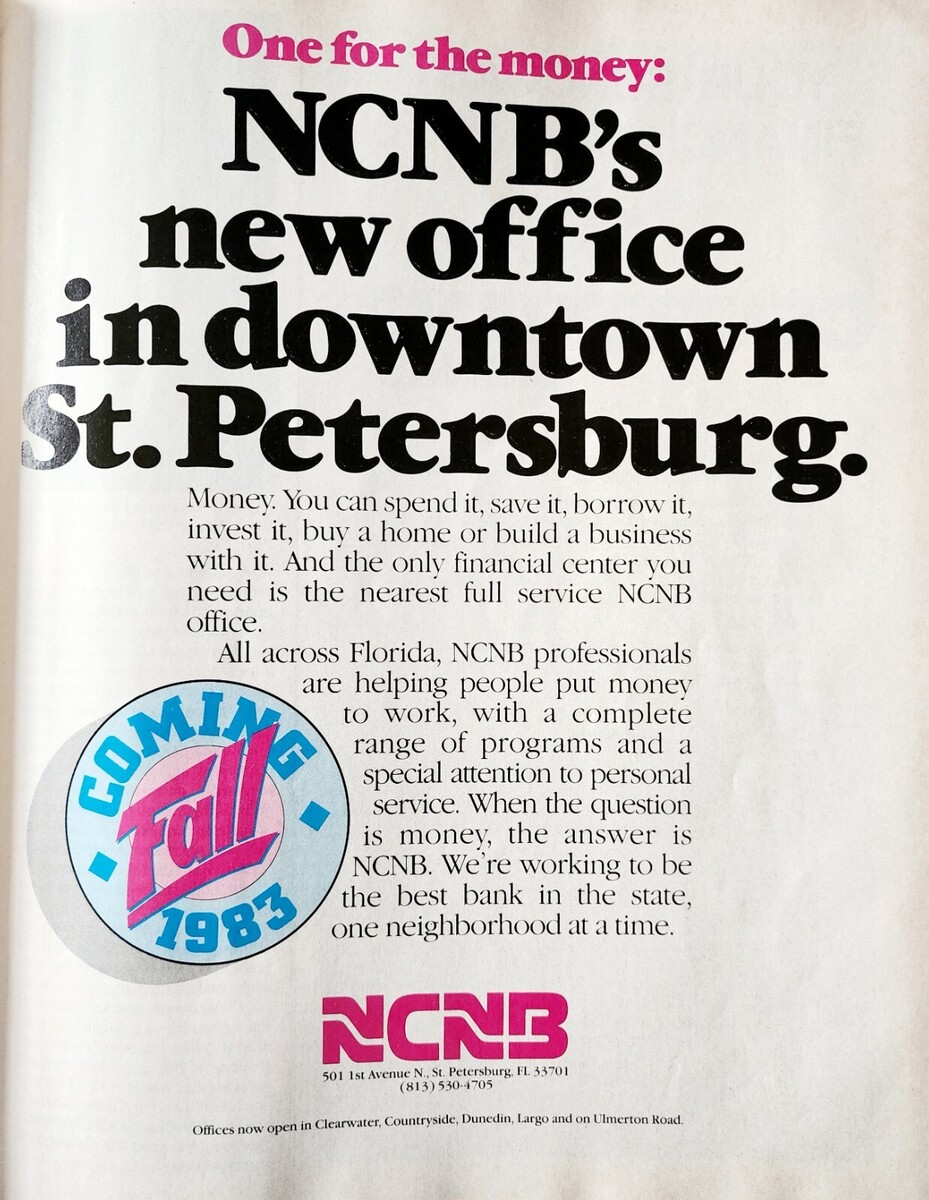 One for the money:
NCNB's
new office
in downtown
St. Petersburg.
Money. You can spend it, save it, borrow it,
invest it, buy a home or build a business
with it. And the only financial center you
need is the nearest full service NCNB
office.
All across Florida, NCNB professionals
are helping people put money
to work, with a complete
range of programs and a
special attention to personal
service. When the question
is money, the answer is
NCNB. We're working to be
the best bank in the state,
one neighborhood at a time.
COMING
Fall
1983
NCNB
501 1st Avenue N., St. Petersburg, FL 33701
(813) 530-4705
Offices now open in Clearwater, Countryside, Dunedin, Largo and on Ulmerton Road.